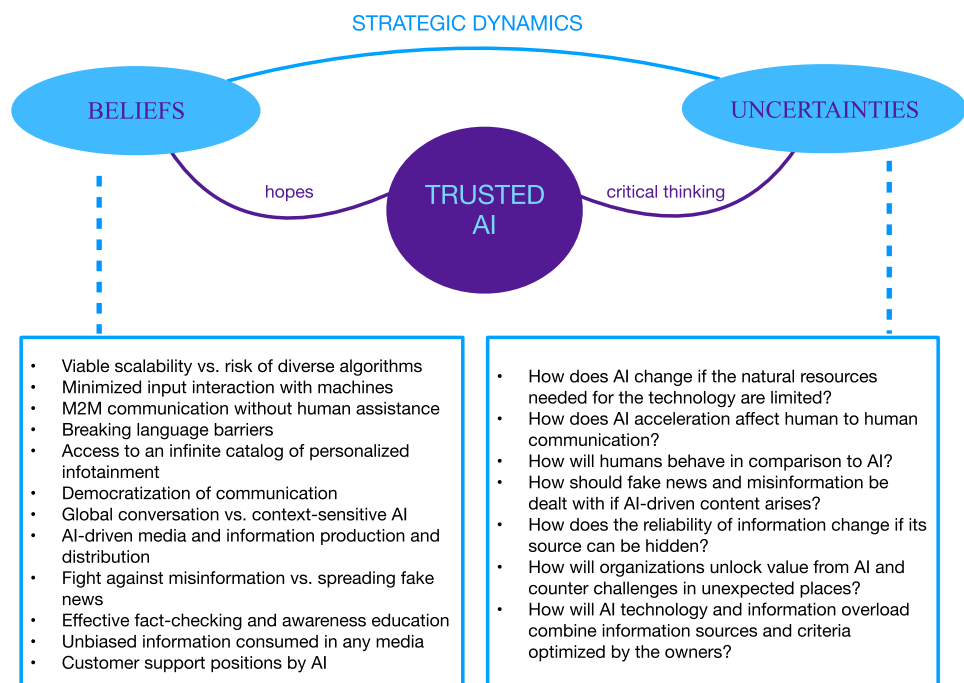 STRATEGIC DYNAMICS
BELIEFS
UNCERTAINTIES
hopes
TRUSTED
AI
critical thinking
• Viable scalability vs. risk of diverse algorithms
• Minimized input interaction with machines
• M2M communication without human assistance
• Breaking language barriers
• Access to an infinite catalog of personalized
infotainment
• Democratization of communication
• Global conversation vs. context-sensitive AI
• AI-driven media and information production and
distribution
• Fight against misinformation vs. spreading fake
news
• Effective fact-checking and awareness education
• Unbiased information consumed in any media
• Customer support positions by AI
• How does AI change if the natural resources
needed for the technology are limited?
• How does AI acceleration affect human to human
communication?
• How will humans behave in comparison to AI?
• How should fake news and misinformation be
dealt with if AI-driven content arises?
• How does the reliability of information change if its
source can be hidden?
• How will organizations unlock value from AI and
counter challenges in unexpected places?
• How will AI technology and information overload
combine information sources and criteria
optimized by the owners?